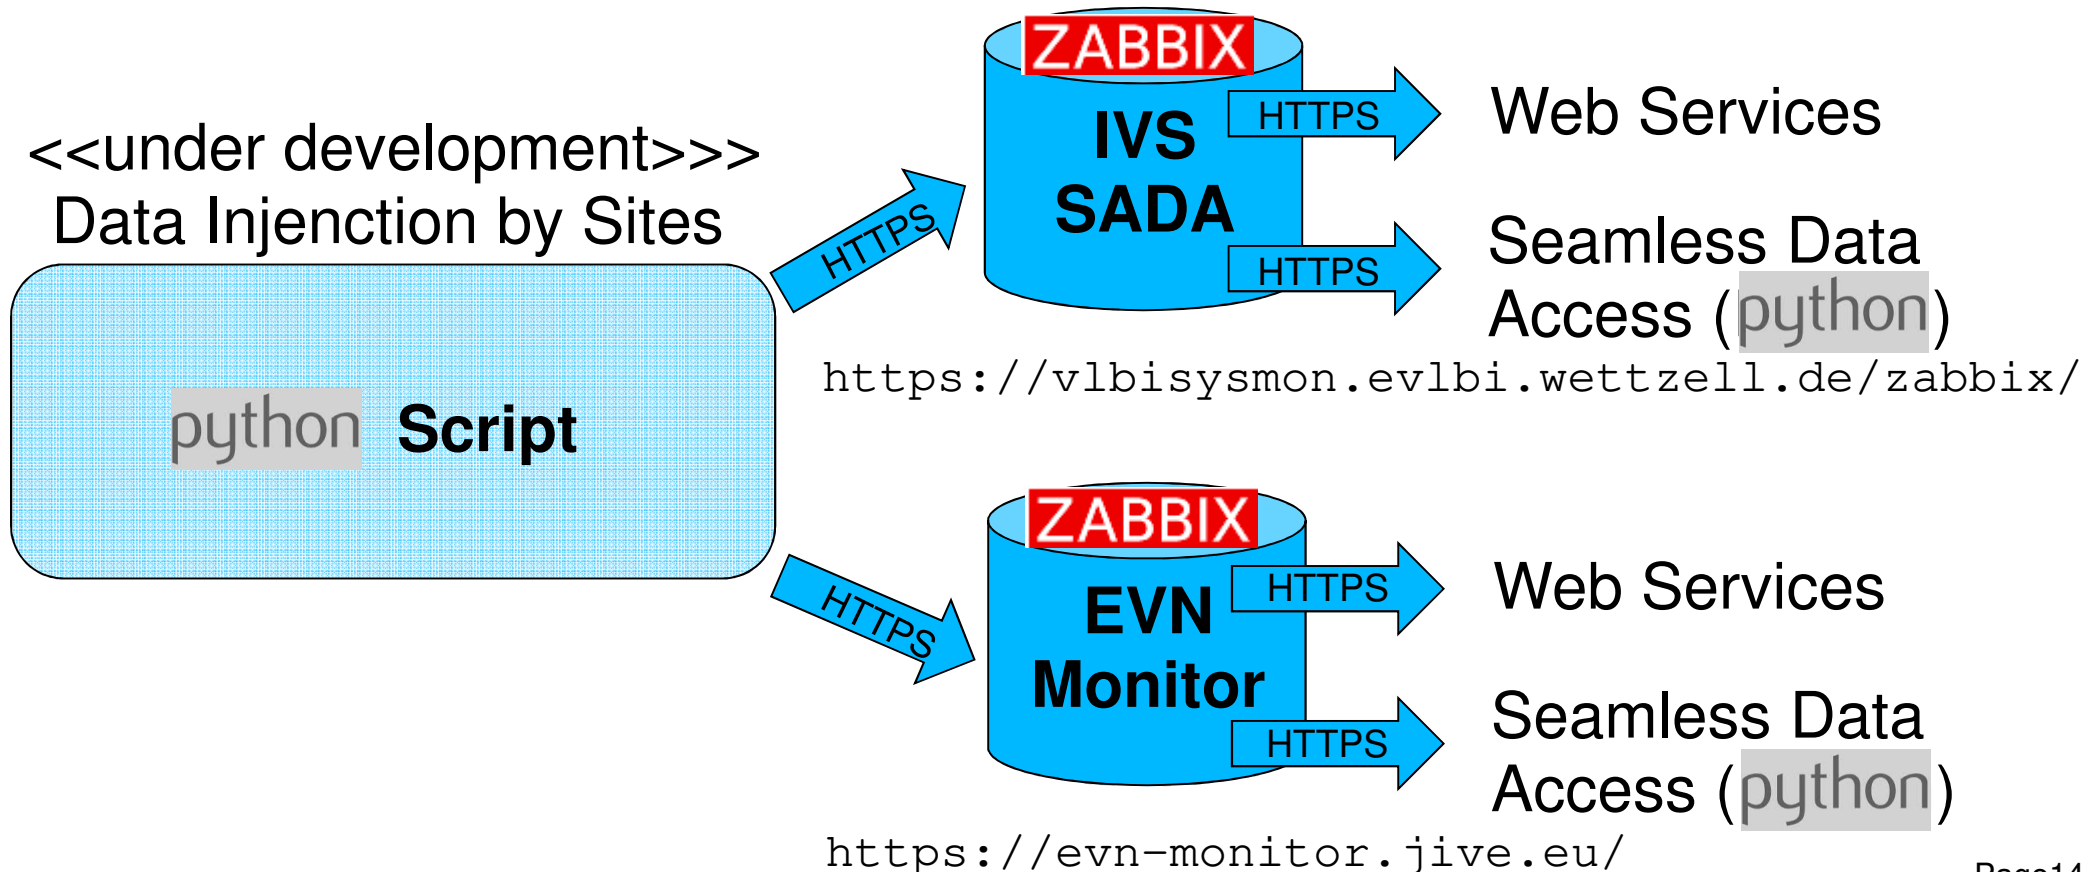 <<under development>>>
Data Injenction by Sites
python Script
HTTPS
HTTPS
ZABBIX
IVS
SADA
HTTPS
HTTPS
Web Services
Seamless Data
Access (python)
https://vlbisysmon.evlbi.wettzell.de/zabbix/
ZABBIX
EVN
Monitor
HTTPS
HTTPS
Web Services
Seamless Data
Access (python)
https://evn-monitor.jive.eu/
Page14